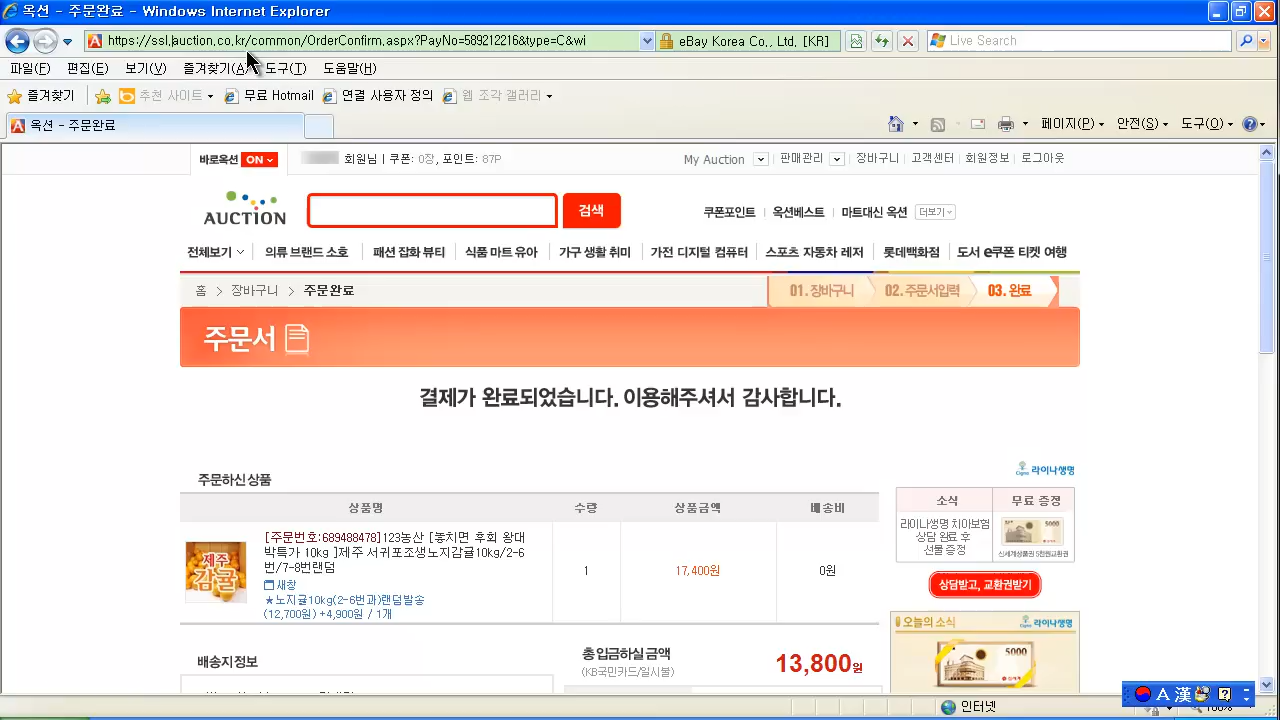 옥션 - 주문완료 - Windows Internet Explorer
https://ssl.auction.co.kr/common/OrderConfirm.aspx?PayNo=589212216&type=C&wi
eBay Korea Co., Ltd. [KR]
Live Search
파일(F) 편집(E) 보기(V) 즐겨찾기(A) 도구(T) 도움말(H)
즐겨찾기 추천 사이트 무료 Hotmail 연결 사용자 정의 웹 조각 갤러리
옥션 - 주문완료
페이지(P) 안전(S) 도구(O)
바로옥션 ON 회원님 | 쿠폰: 0장, 포인트: 87P
My Auction 판매관리 장바구니 고객센터 회원정보 로그아웃
AUCTION
검색
쿠폰포인트 옥션베스트 마트대신 옥션 더보기
전체보기 의류 브랜드 소호 패션 잡화 뷰티 식품 마트 유아 가구 생활 취미 가전 디지털 컴퓨터 스포츠 자동차 레저 롯데백화점 도서 e쿠폰 티켓 여행
홈 > 장바구니 > 주문완료
01. 장바구니 02. 주문서입력 03. 완료
주문서
결제가 완료되었습니다. 이용해주셔서 감사합니다.
주문하신 상품
상품명 수량 상품금액 배송비
제주
감귤
[주문번호:689488478]123농산 [놓치면 후회 황대
박특가 10kg ]제주 서귀포조생노지감귤10kg/2-6
번/7-8번랜덤
새창
★노지귤10kg(2-6번과)랜덤발송
(12,700원) +4,900원 / 1개
1
17,400원
0원
배송지 정보
총 입금하실 금액
(KB국민카드/일시불)
13,800원
Cigna 라이나생명
소식 무료 증정
라이나생명 치아보험
상담 완료 후
선물 증정
5000
신세계상품권 5천원교환권
상담받고, 교환권받기
오늘의 소식
Cigna 라이나생명
5000
인터넷
A 漢
100%